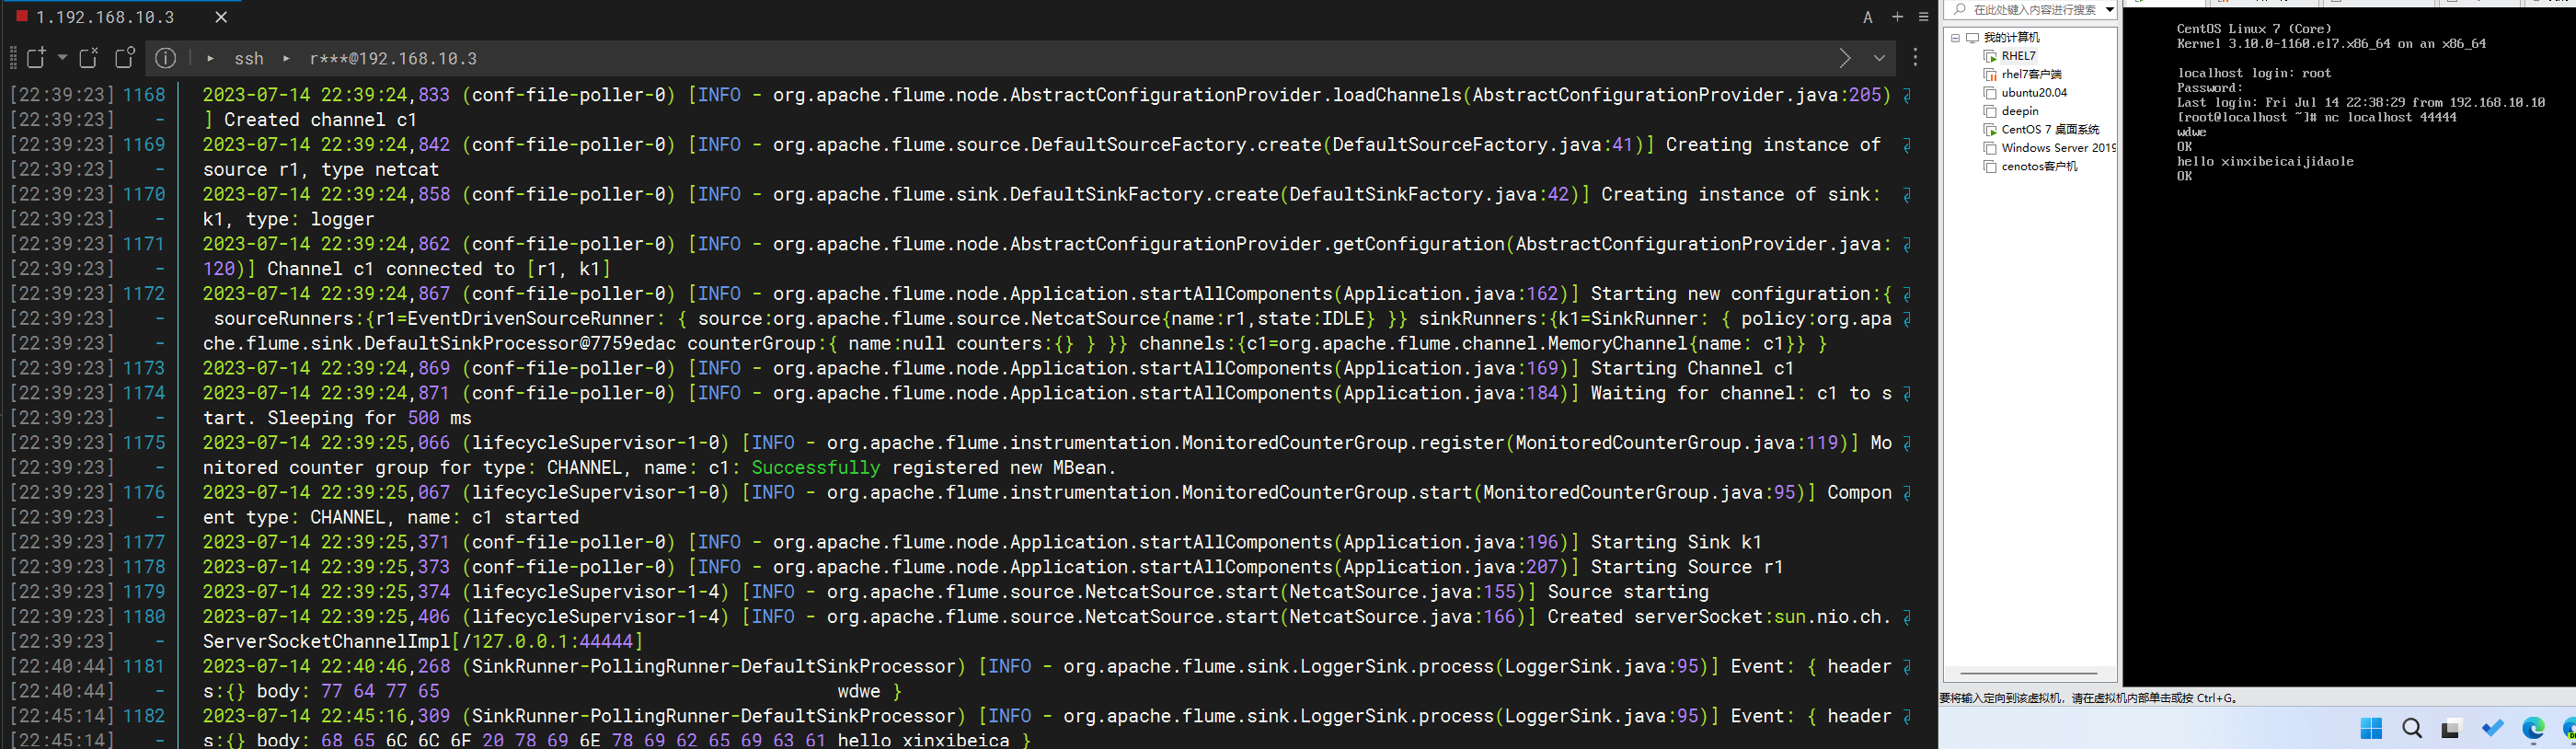 1.192.168.10.3
A
ssh
r***@192.168.10.3
[22:39:23] 1168 2023-07-14 22:39:24,833 (conf-file-poller-0) [INFO - org.apache.flume.node.AbstractConfigurationProvider.loadChannels(AbstractConfigurationProvider.java:205)
[22:39:23] - ] Created channel c1
[22:39:23] 1169 2023-07-14 22:39:24,842 (conf-file-poller-0) [INFO - org.apache.flume.source.DefaultSourceFactory.create(DefaultSourceFactory.java:41)] Creating instance of
[22:39:23] - source r1, type netcat
[22:39:23] 1170 2023-07-14 22:39:24,858 (conf-file-poller-0) [INFO - org.apache.flume.sink.DefaultSinkFactory.create(DefaultSinkFactory.java:42)] Creating instance of sink:
[22:39:23] - k1, type: logger
[22:39:23] 1171 2023-07-14 22:39:24,862 (conf-file-poller-0) [INFO - org.apache.flume.node.AbstractConfigurationProvider.getConfiguration(AbstractConfigurationProvider.java:
[22:39:23] - 120)] Channel c1 connected to [r1, k1]
[22:39:23] 1172 2023-07-14 22:39:24,867 (conf-file-poller-0) [INFO - org.apache.flume.node.Application.startAllComponents(Application.java:162)] Starting new configuration:{
[22:39:23] - sourceRunners:{r1=EventDrivenSourceRunner: { source:org.apache.flume.source.NetcatSource{name:r1,state:IDLE} }} sinkRunners:{k1=SinkRunner: { policy:org.apa
[22:39:23] - che.flume.sink.DefaultSinkProcessor@7759edac counterGroup:{ name:null counters:{} } }} channels:{c1=org.apache.flume.channel.MemoryChannel{name: c1}} }
[22:39:23] 1173 2023-07-14 22:39:24,869 (conf-file-poller-0) [INFO - org.apache.flume.node.Application.startAllComponents(Application.java:169)] Starting Channel c1
[22:39:23] 1174 2023-07-14 22:39:24,871 (conf-file-poller-0) [INFO - org.apache.flume.node.Application.startAllComponents(Application.java:184)] Waiting for channel: c1 to s
[22:39:23] - tart. Sleeping for 500 ms
[22:39:23] 1175 2023-07-14 22:39:25,066 (lifecycleSupervisor-1-0) [INFO - org.apache.flume.instrumentation.MonitoredCounterGroup.register(MonitoredCounterGroup.java:119)] Mo
[22:39:23] - nitored counter group for type: CHANNEL, name: c1: Successfully registered new MBean.
[22:39:23] 1176 2023-07-14 22:39:25,067 (lifecycleSupervisor-1-0) [INFO - org.apache.flume.instrumentation.MonitoredCounterGroup.start(MonitoredCounterGroup.java:95)] Compon
[22:39:23] - ent type: CHANNEL, name: c1 started
[22:39:23] 1177 2023-07-14 22:39:25,371 (conf-file-poller-0) [INFO - org.apache.flume.node.Application.startAllComponents(Application.java:196)] Starting Sink k1
[22:39:23] 1178 2023-07-14 22:39:25,373 (conf-file-poller-0) [INFO - org.apache.flume.node.Application.startAllComponents(Application.java:207)] Starting Source r1
[22:39:23] 1179 2023-07-14 22:39:25,374 (lifecycleSupervisor-1-4) [INFO - org.apache.flume.source.NetcatSource.start(NetcatSource.java:155)] Source starting
[22:39:23] 1180 2023-07-14 22:39:25,406 (lifecycleSupervisor-1-4) [INFO - org.apache.flume.source.NetcatSource.start(NetcatSource.java:166)] Created serverSocket:sun.nio.ch.
[22:39:23] - ServerSocketChannelImpl[/127.0.0.1:44444]
[22:40:44] 1181 2023-07-14 22:40:46,268 (SinkRunner-PollingRunner-DefaultSinkProcessor) [INFO - org.apache.flume.sink.LoggerSink.process(LoggerSink.java:95)] Event: { header
[22:40:44] - s:{} body: 77 64 77 65 wdwe }
[22:45:14] 1182 2023-07-14 22:45:16,309 (SinkRunner-PollingRunner-DefaultSinkProcessor) [INFO - org.apache.flume.sink.LoggerSink.process(LoggerSink.java:95)] Event: { header
[22:45:14] - s:{} body: 68 65 6C 6C 6F 20 78 69 6E 78 69 62 65 69 63 61 hello xinxibeica }
在此处键入内容进行搜索
我的计算机
RHEL7
rhel7客户端
ubuntu20.04
deepin
CentOS 7 桌面系统
Windows Server 2019
cenotos客户机
CentOS Linux 7 (Core)
Kernel 3.10.0-1160.el7.x86_64 on an x86_64
localhost login: root
Password:
Last login: Fri Jul 14 22:38:29 from 192.168.10.10
[root@localhost ~]# nc localhost 44444
wdwe
OK
hello xinxibeicaijidaole
OK
要将输入定向到该虚拟机，请在虚拟机内部单击或按 Ctrl+G。